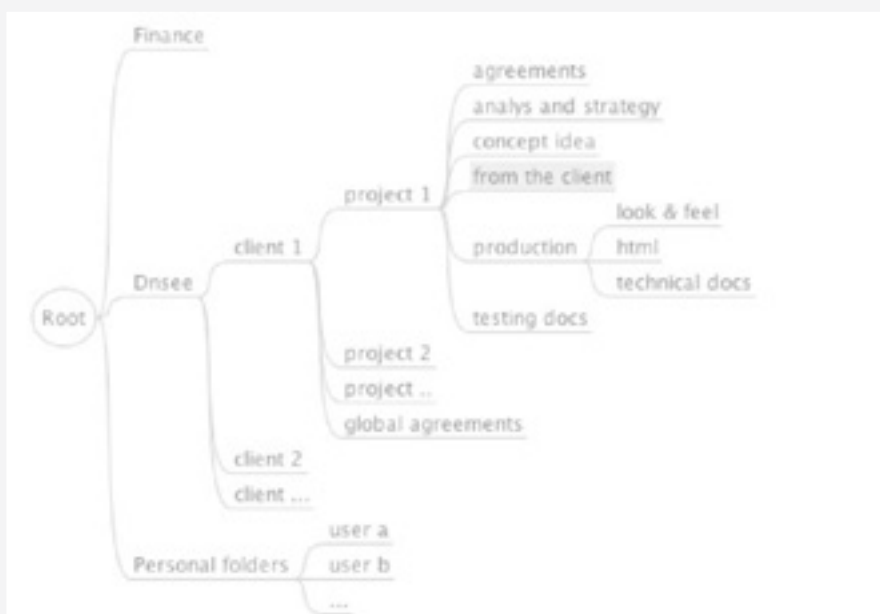 Finance
agreements
analys and strategy
concept idea
from the client
project 1
look & feel
client 1
production
html
Dnsee
technical docs
Root
testing docs
project 2
project ..
global agreements
client 2
client ...
user a
Personal folders
user b
...